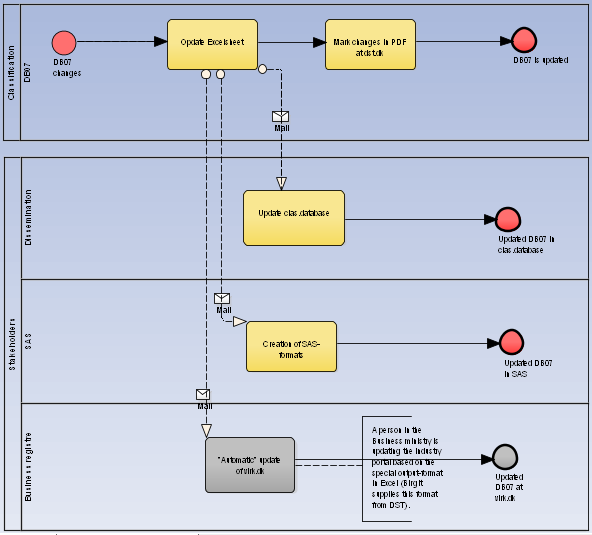 Classification
DB07
DB07
changes
Update Excelsheet
Mark changes in PDF
at dst.dk
DB07 is updated
Mail
Stakeholders
Dissemination
Update clas.database
Updated DB07 in
clas.database
SAS
Mail
Creation of SAS-
formats
Updated DB07
in SAS
Business registre
Mail
"Automatic" update
of virk.dk
A person in the
Business ministry is
updating the industry
portal based on the
special output-format
in Excel (Birgit
supplies this format
from DST).
Updated
DB07 at
virk.dk